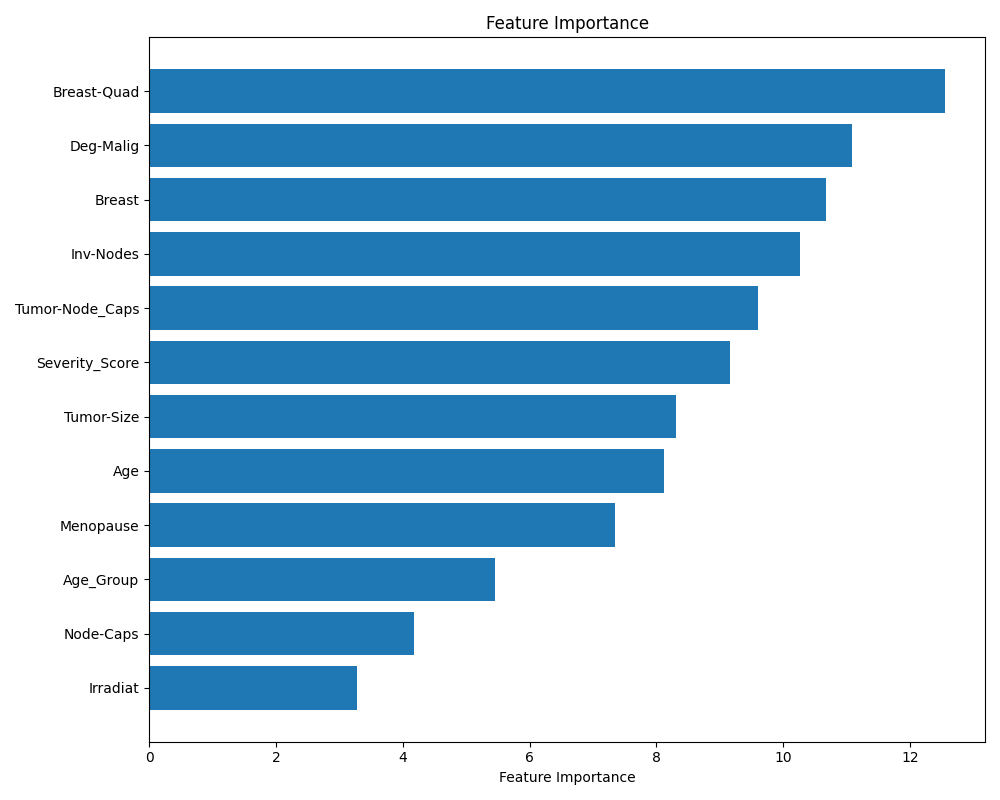 Feature Importance
Breast-Quad
Deg-Malig
Breast
Inv-Nodes
Tumor-Node_Caps
Severity_Score
Tumor-Size
Age
Menopause
Age_Group
Node-Caps
Irradiat
0 2 4 6 8 10 12
Feature Importance